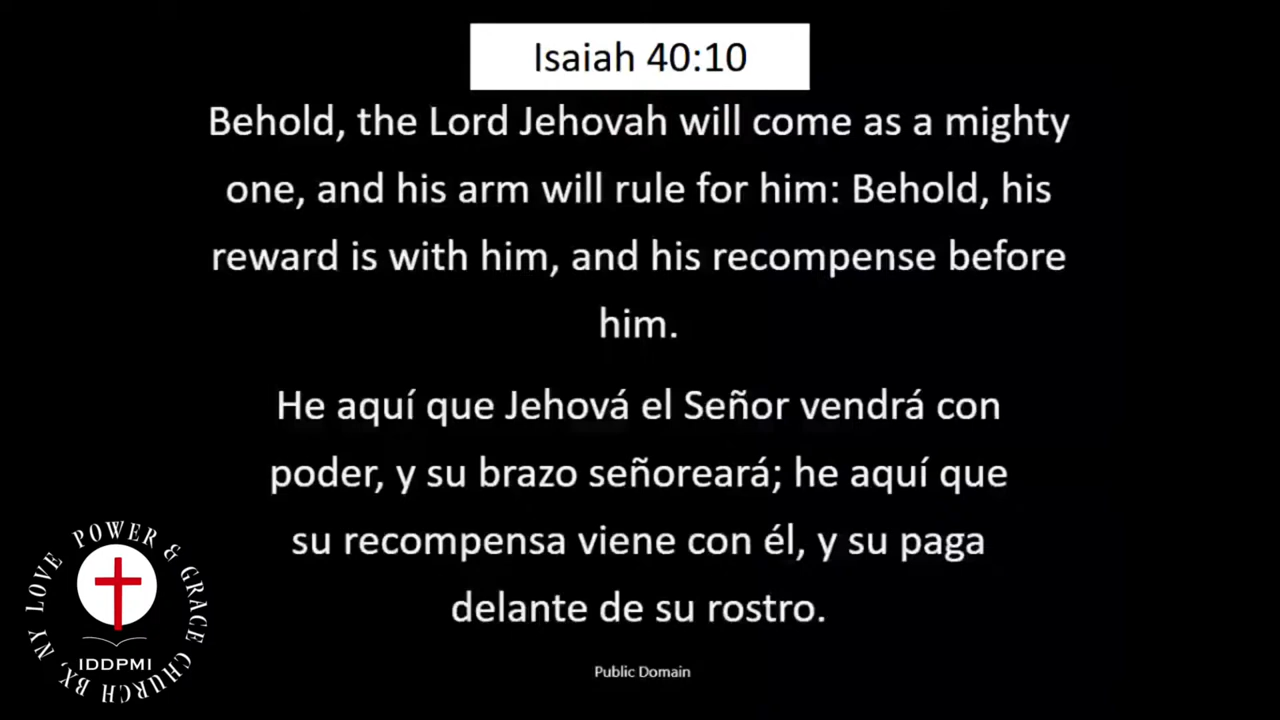 Isaiah 40:10
Behold, the Lord Jehovah will come as a mighty
one, and his arm will rule for him: Behold, his
reward is with him, and his recompense before
him.
He aquí que Jehová el Señor vendrá con
poder, y su brazo señoreará; he aquí que
su recompensa viene con él, y su paga
delante de su rostro.
Public Domain
LOVE POWER & GRACE CHURCH BX, NY
IDDPMI